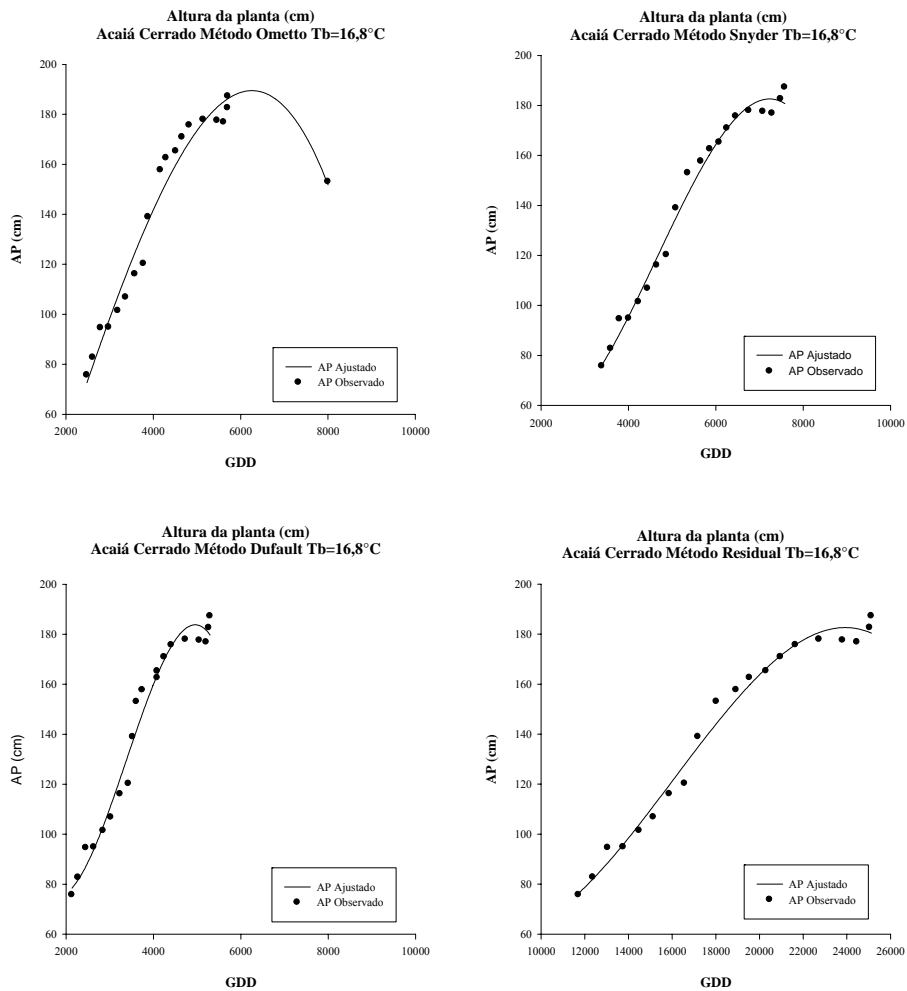 Altura da planta (cm)
Acaiá Cerrado Método Ometto Tb=16,8°C
200
180
160
140
120
100
80
60
AP (cm)
2000
4000
6000
8000
10000
GDD
AP Ajustado
AP Observado
Altura da planta (cm)
Acaiá Cerrado Método Snyder Tb=16,8°C
200
180
160
140
120
100
80
60
AP (cm)
2000
4000
6000
8000
10000
GDD
AP Ajustado
AP Observado
Altura da planta (cm)
Acaiá Cerrado Método Dufault Tb=16,8°C
200
180
160
140
120
100
80
60
AP (cm)
2000
4000
6000
8000
10000
GDD
AP Ajustado
AP Observado
Altura da planta (cm)
Acaiá Cerrado Método Residual Tb=16,8°C
200
180
160
140
120
100
80
60
AP (cm)
10000
12000
14000
16000
18000
20000
22000
24000
26000
GDD
AP Ajustado
AP Observado